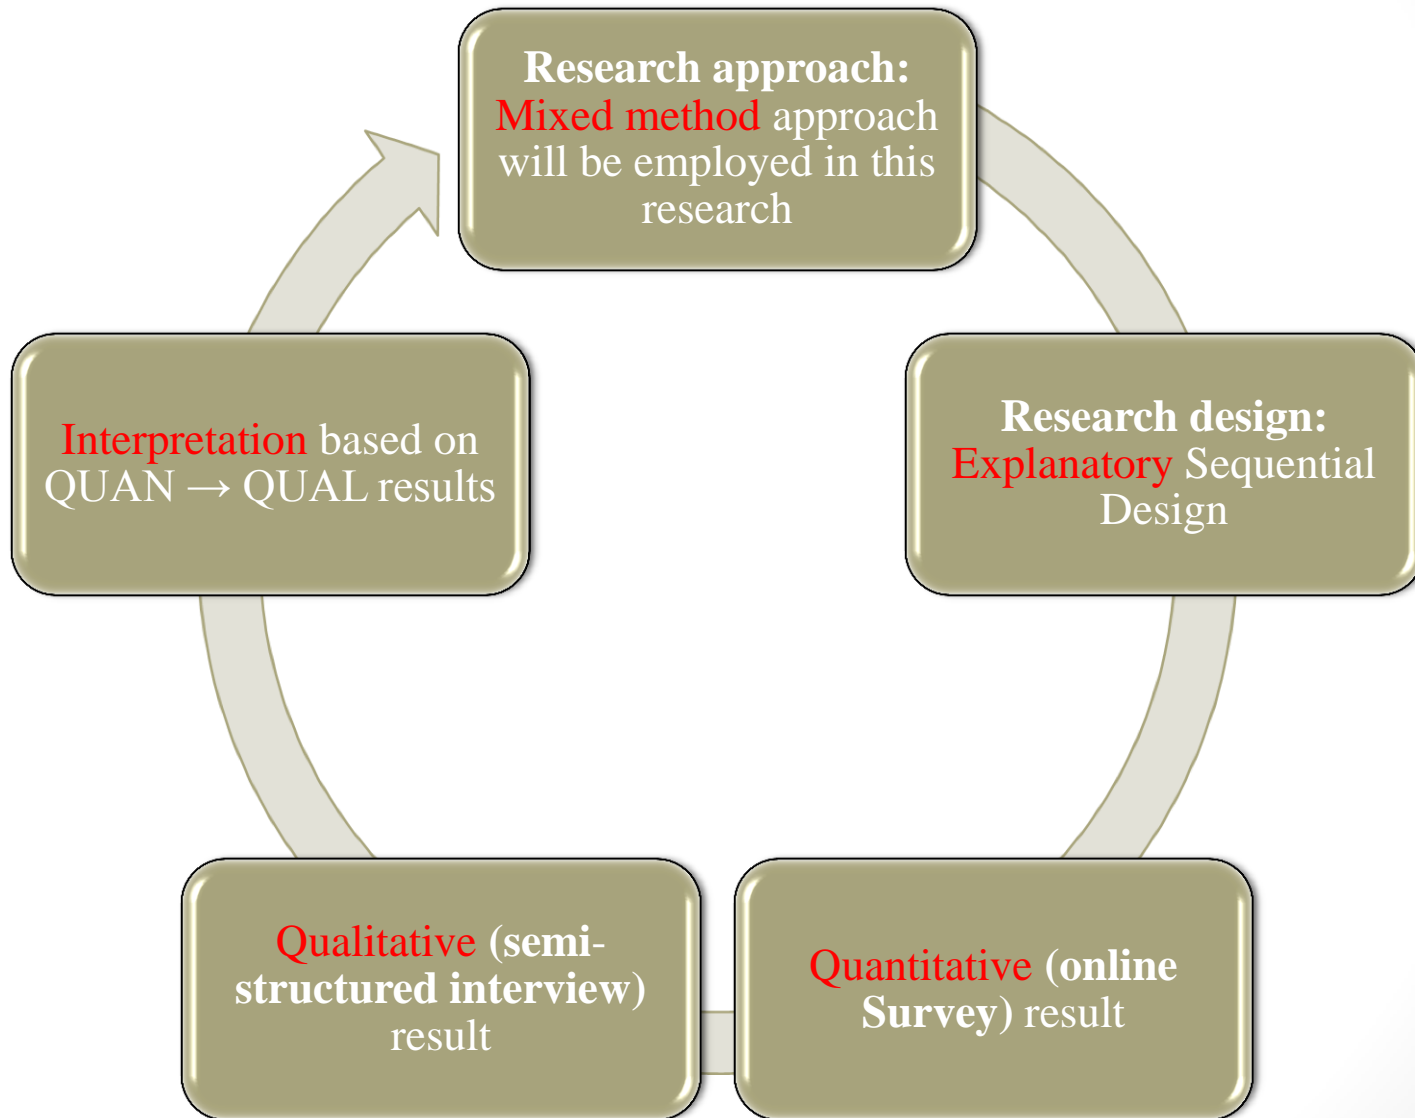 Research approach:
Mixed method approach
will be employed in this
research
Research design:
Explanatory Sequential
Design
Quantitative (online
Survey) result
Qualitative (semi-
structured interview)
result
Interpretation based on
QUAN → QUAL results